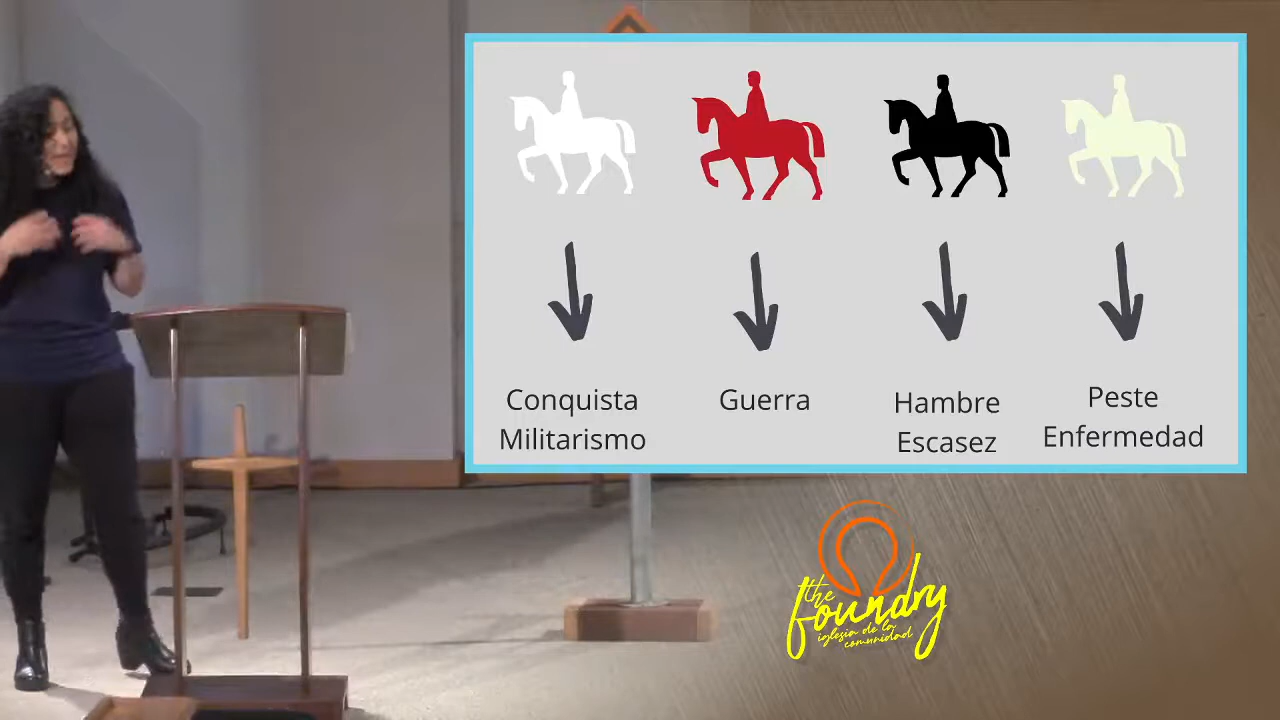 Conquista
Militarismo
Guerra
Hambre
Escasez
Peste
Enfermedad
the
foundry
iglesia de la
comunidad